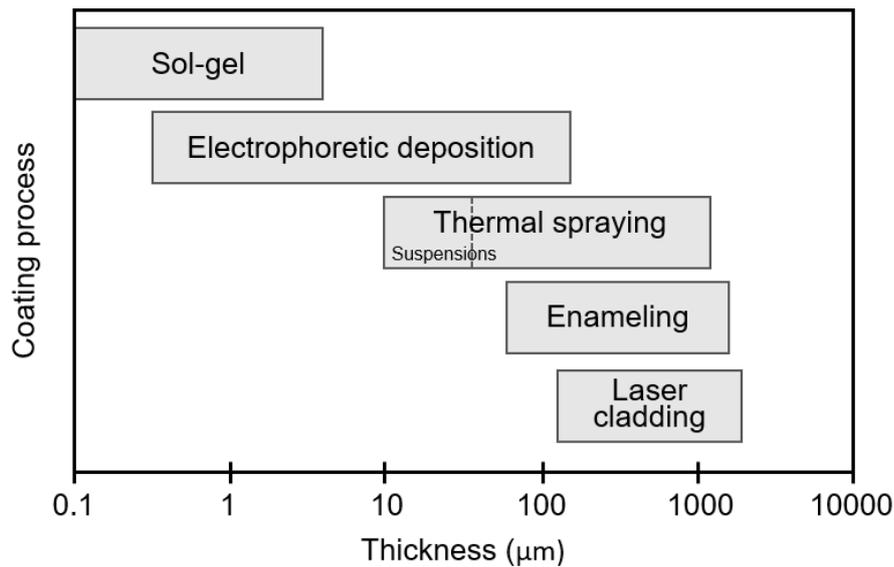 Coating process
Sol-gel
Electrophoretic deposition
Thermal spraying
Suspensions
Enameling
Laser
cladding
0.1 1 10 100 1000 10000
Thickness (μm)